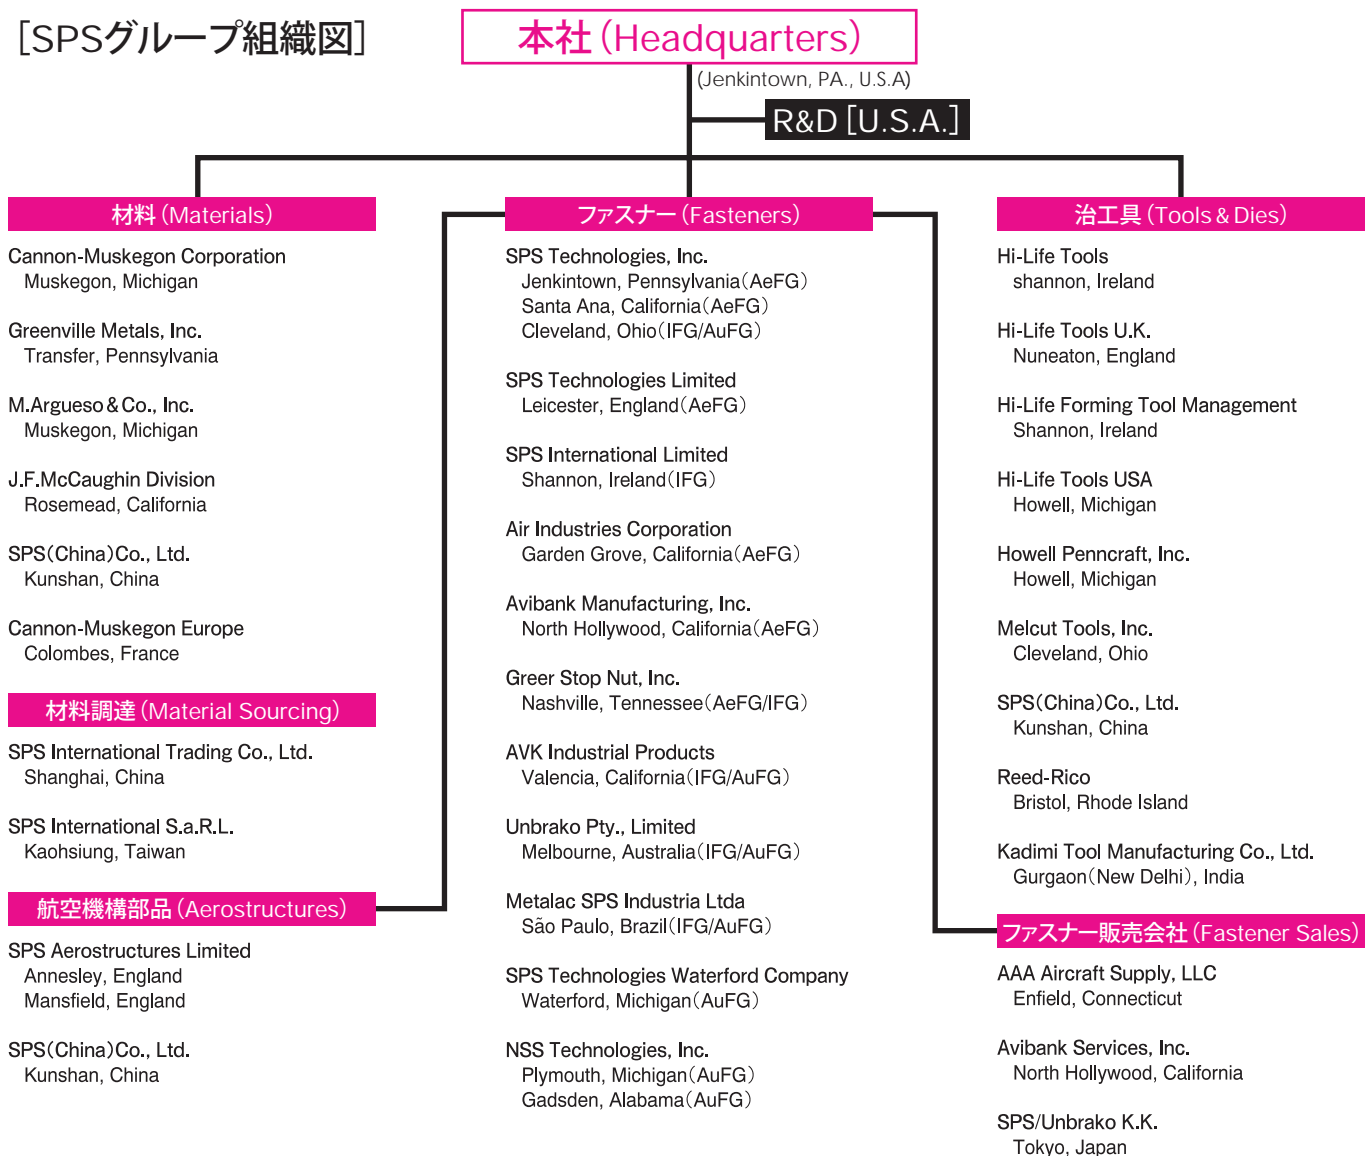 ［SPSグループ組織図］
本社（Headquarters）
(Jenkintown, PA., U.S.A)
R&D［U.S.A.］
材料（Materials）
Cannon-Muskegon Corporation
Muskegon, Michigan
Greenville Metals, Inc.
Transfer, Pennsylvania
M.Argueso & Co., Inc.
Muskegon, Michigan
J.F.McCaughin Division
Rosemead, California
SPS（China）Co., Ltd.
Kunshan, China
Cannon-Muskegon Europe
Colombes, France
材料調達（Material Sourcing）
SPS International Trading Co., Ltd.
Shanghai, China
SPS International S.a.R.L.
Kaohsiung, Taiwan
航空機構部品（Aerostructures）
SPS Aerostructures Limited
Annesley, England
Mansfield, England
SPS（China）Co., Ltd.
Kunshan, China
ファスナー（Fasteners）
SPS Technologies, Inc.
Jenkintown, Pennsylvania（AeFG）
Santa Ana, California（AeFG）
Cleveland, Ohio（IFG/AuFG）
SPS Technologies Limited
Leicester, England（AeFG）
SPS International Limited
Shannon, Ireland（IFG）
Air Industries Corporation
Garden Grove, California（AeFG）
Avibank Manufacturing, Inc.
North Hollywood, California（AeFG）
Greer Stop Nut, Inc.
Nashville, Tennessee（AeFG/IFG）
AVK Industrial Products
Valencia, California（IFG/AuFG）
Unbrako Pty., Limited
Melbourne, Australia（IFG/AuFG）
Metalac SPS Industria Ltda
São Paulo, Brazil（IFG/AuFG）
SPS Technologies Waterford Company
Waterford, Michigan（AuFG）
NSS Technologies, Inc.
Plymouth, Michigan（AuFG）
Gadsden, Alabama（AuFG）
治工具（Tools & Dies）
Hi-Life Tools
shannon, Ireland
Hi-Life Tools U.K.
Nuneaton, England
Hi-Life Forming Tool Management
Shannon, Ireland
Hi-Life Tools USA
Howell, Michigan
Howell Penncraft, Inc.
Howell, Michigan
Melcut Tools, Inc.
Cleveland, Ohio
SPS（China）Co., Ltd.
Kunshan, China
Reed-Rico
Bristol, Rhode Island
Kadimi Tool Manufacturing Co., Ltd.
Gurgaon（New Delhi）, India
ファスナー販売会社（Fastener Sales）
AAA Aircraft Supply, LLC
Enfield, Connecticut
Avibank Services, Inc.
North Hollywood, California
SPS/Unbrako K.K.
Tokyo, Japan